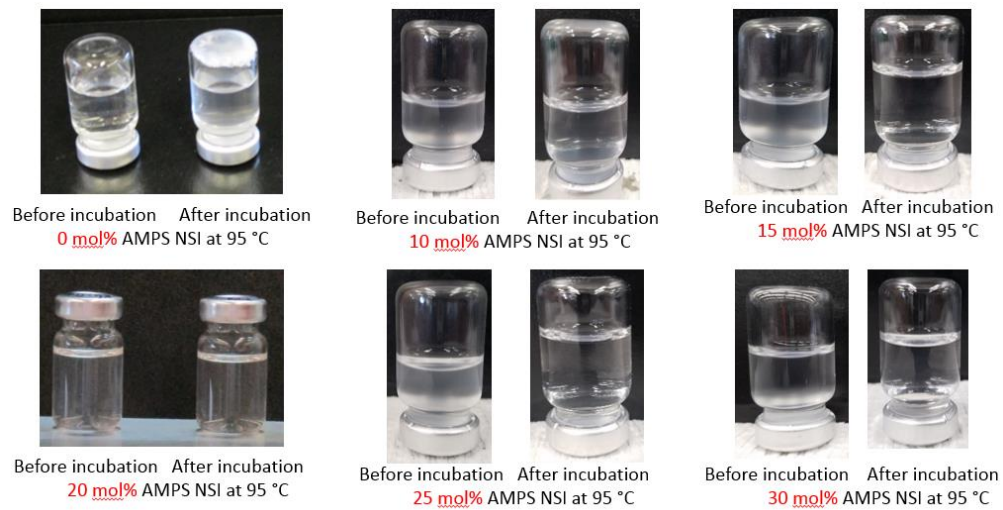 Before incubation After incubation
0 mol% AMPS NSI at 95 °C
Before incubation After incubation
10 mol% AMPS NSI at 95 °C
Before incubation After incubation
15 mol% AMPS NSI at 95 °C
Before incubation After incubation
20 mol% AMPS NSI at 95 °C
Before incubation After incubation
25 mol% AMPS NSI at 95 °C
Before incubation After incubation
30 mol% AMPS NSI at 95 °C